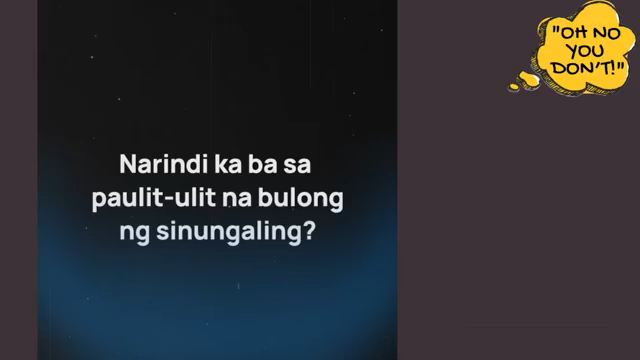 Narindi ka ba sa
paulit-ulit na bulong
ng sinungaling?
"OH NO
YOU
DON'T!"